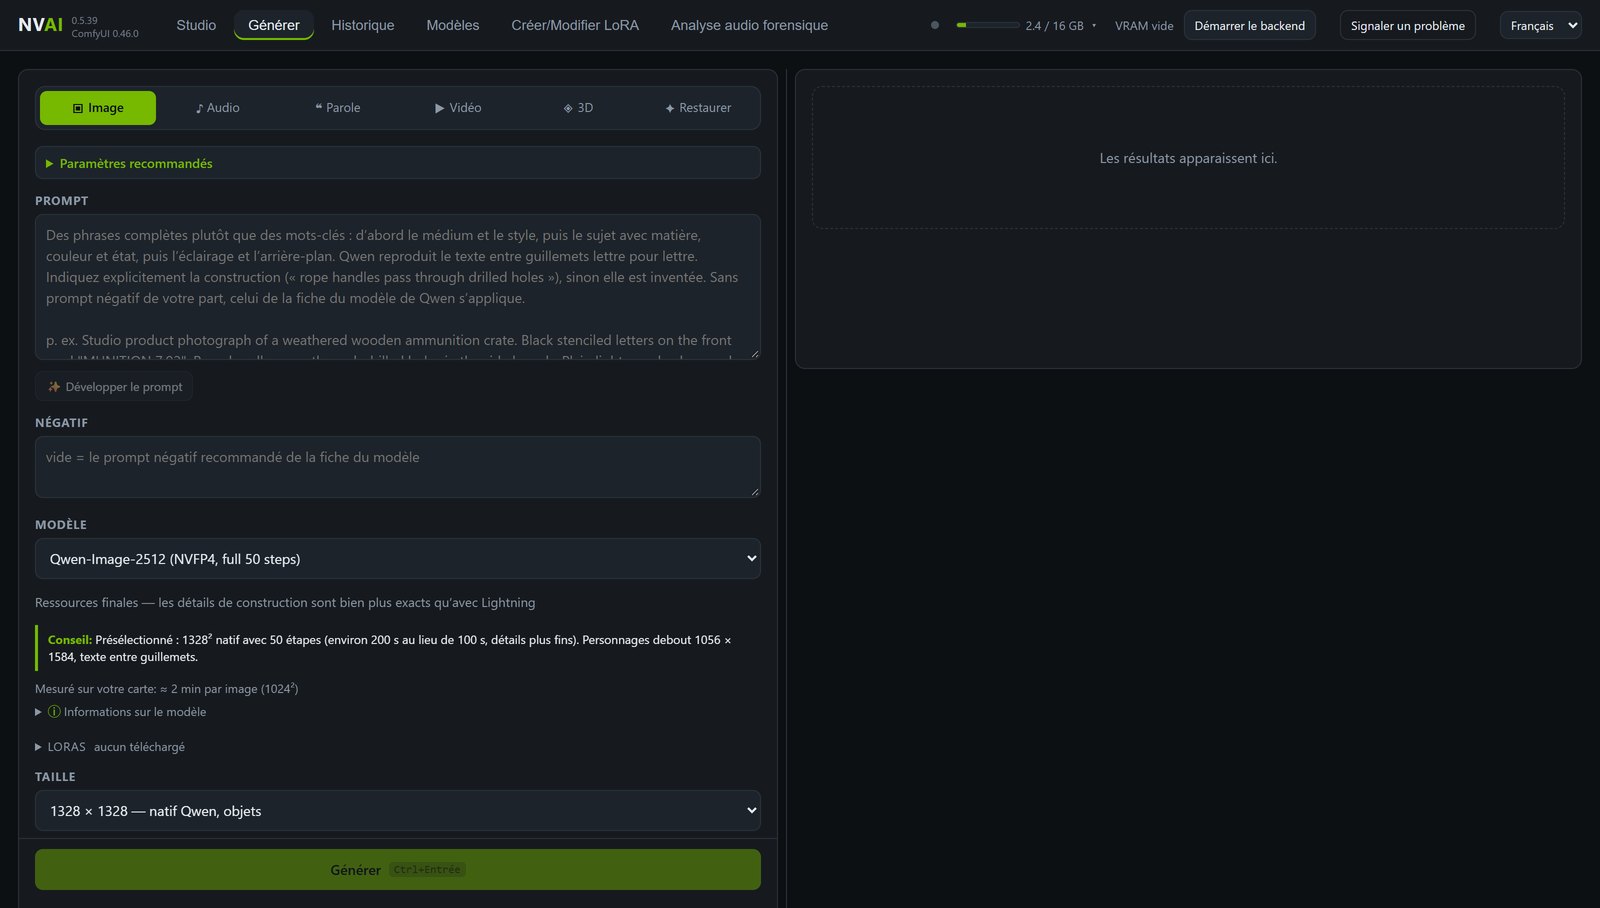 NVAI 0.5.39
ComfyUI 0.46.0
Studio
Générer
Historique
Modèles
Créer/Modifier LoRA
Analyse audio forensique
2.4 / 16 GB
VRAM vide
Démarrer le backend
Signaler un problème
Français
Image
Audio
Parole
Vidéo
3D
Restaurer
Paramètres recommandés
PROMPT
Des phrases complètes plutôt que des mots-clés : d’abord le médium et le style, puis le sujet avec matière,
couleur et état, puis l’éclairage et l’arrière-plan. Qwen reproduit le texte entre guillemets lettre pour lettre.
Indiquez explicitement la construction (« rope handles pass through drilled holes »), sinon elle est inventée. Sans
prompt négatif de votre part, celui de la fiche du modèle de Qwen s’applique.
p. ex. Studio product photograph of a weathered wooden ammunition crate. Black stenciled letters on the front
✨ Développer le prompt
NÉGATIF
vide = le prompt négatif recommandé de la fiche du modèle
MODÈLE
Qwen-Image-2512 (NVFP4, full 50 steps)
Ressources finales — les détails de construction sont bien plus exacts qu’avec Lightning
Conseil: Présélectionné : 1328² natif avec 50 étapes (environ 200 s au lieu de 100 s, détails plus fins). Personnages debout 1056 ×
1584, texte entre guillemets.
Mesuré sur votre carte: ≈ 2 min par image (1024²)
ⓘ Informations sur le modèle
LORAS aucun téléchargé
TAILLE
1328 × 1328 — natif Qwen, objets
Générer Ctrl+Entrée
Les résultats apparaissent ici.